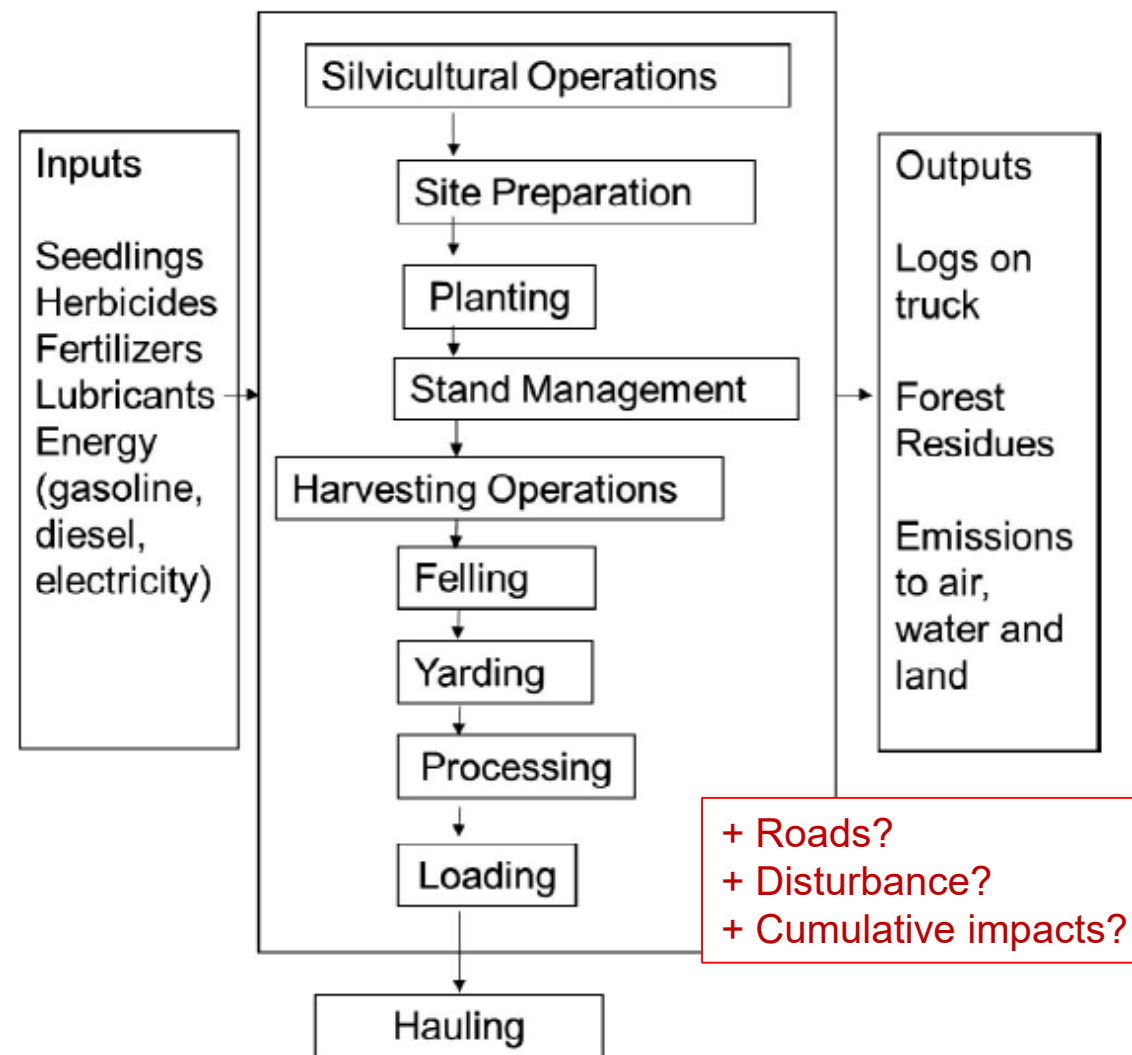 Inputs
Seedlings
Herbicides
Fertilizers
Lubricants
Energy
(gasoline,
diesel,
electricity)
Silvicultural Operations
Site Preparation
Planting
Stand Management
Harvesting Operations
Felling
Yarding
Processing
Loading
Hauling
Outputs
Logs on
truck
Forest
Residues
Emissions
to air,
water and
land
+ Roads?
+ Disturbance?
+ Cumulative impacts?